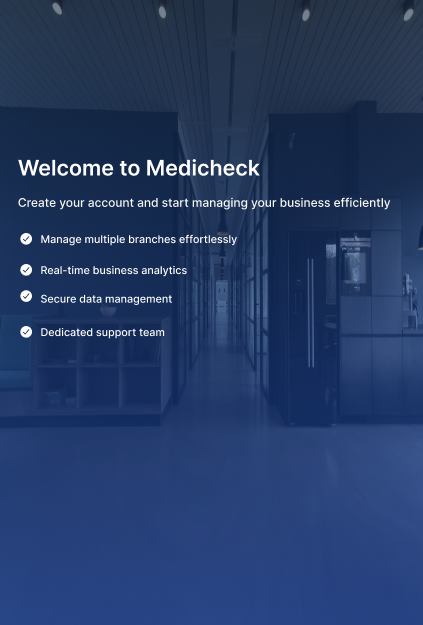 Welcome to Medicheck
Create your account and start managing your business efficiently
Manage multiple branches effortlessly
Real-time business analytics
Secure data management
Dedicated support team